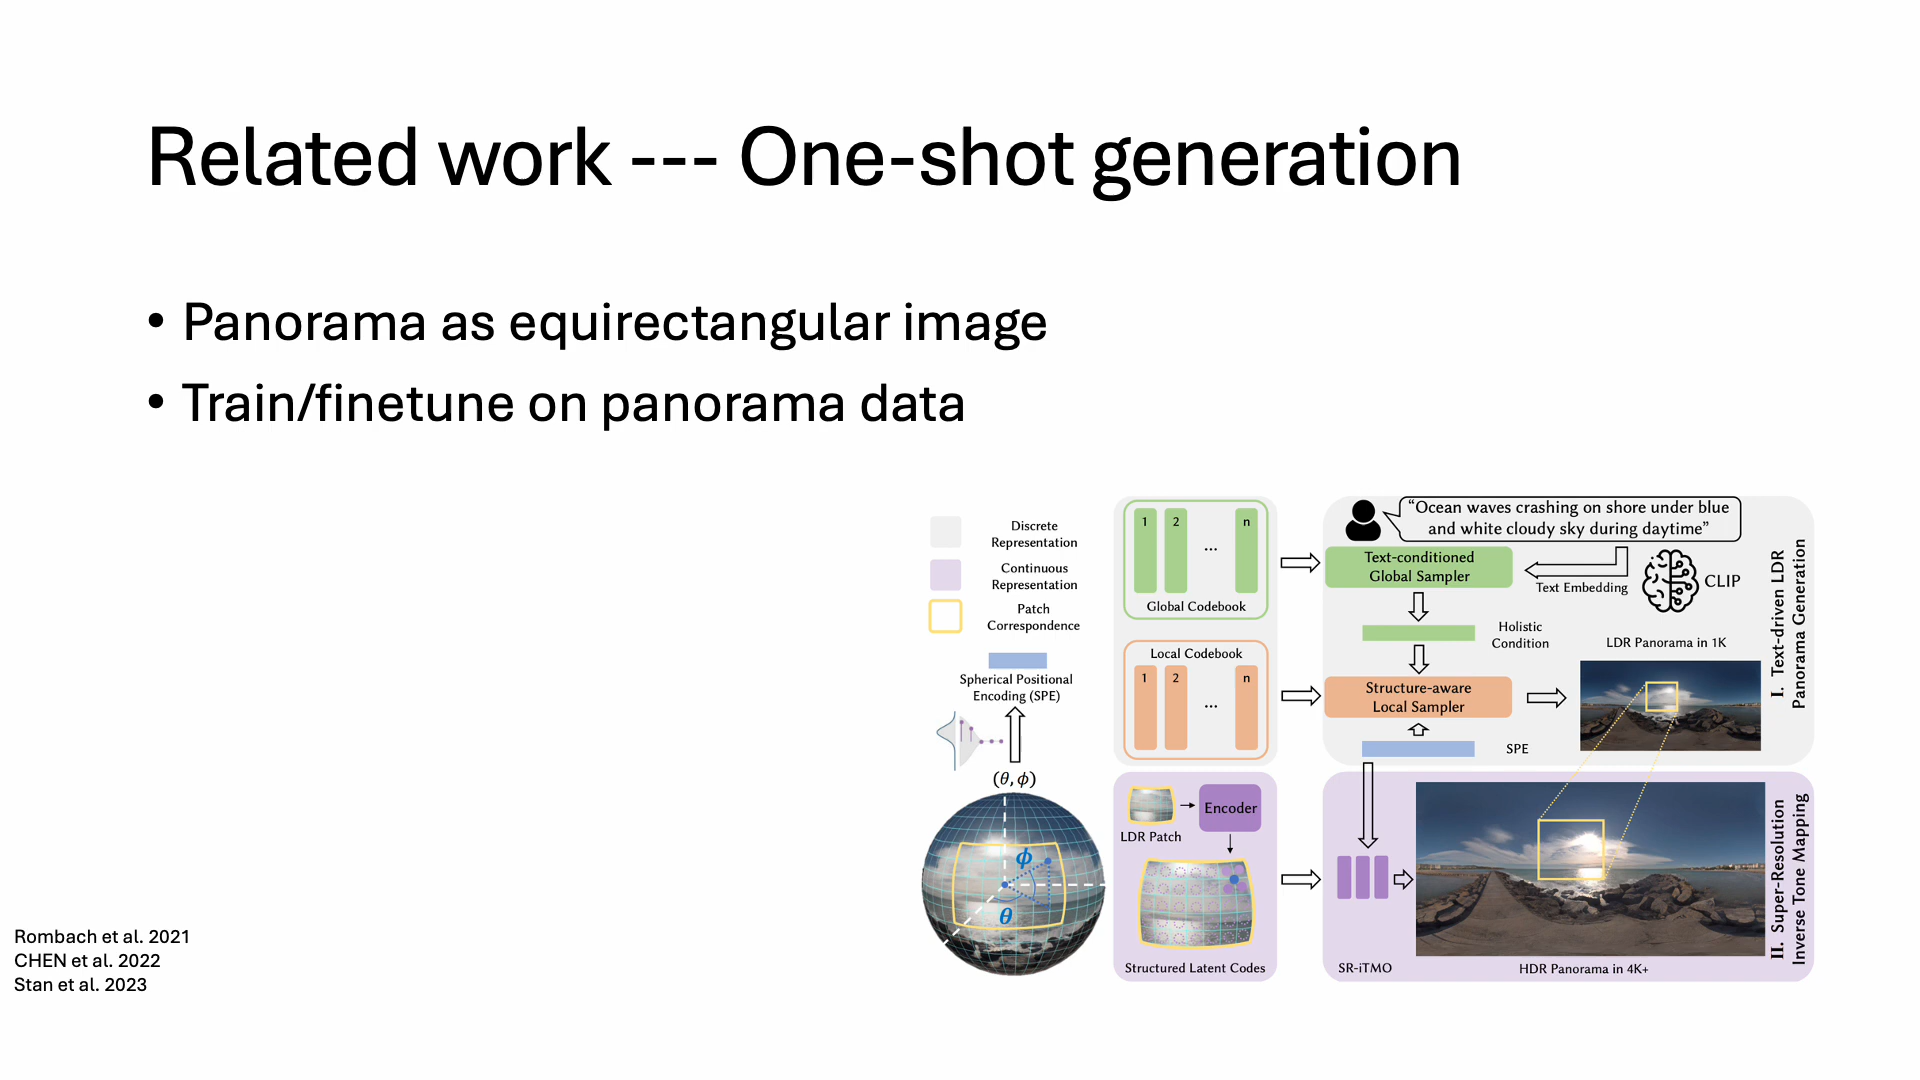 Related work --- One-shot generation
• Panorama as equirectangular image
• Train/finetune on panorama data
Discrete
Representation
Continuous
Representation
Patch
Correspondence
Spherical Positional
Encoding (SPE)
(θ, ϕ)
ϕ
θ
1 2 ... n
Global Codebook
Local Codebook
1 2 ... n
LDR Patch
Encoder
Structured Latent Codes
“Ocean waves crashing on shore under blue
and white cloudy sky during daytime”
Text-conditioned
Global Sampler
Text Embedding
CLIP
Holistic
Condition
LDR Panorama in 1K
Structure-aware
Local Sampler
SPE
I. Text-driven LDR
Panorama Generation
SR-iTMO
HDR Panorama in 4K+
II. Super-Resolution
Inverse Tone Mapping
Rombach et al. 2021
CHEN et al. 2022
Stan et al. 2023